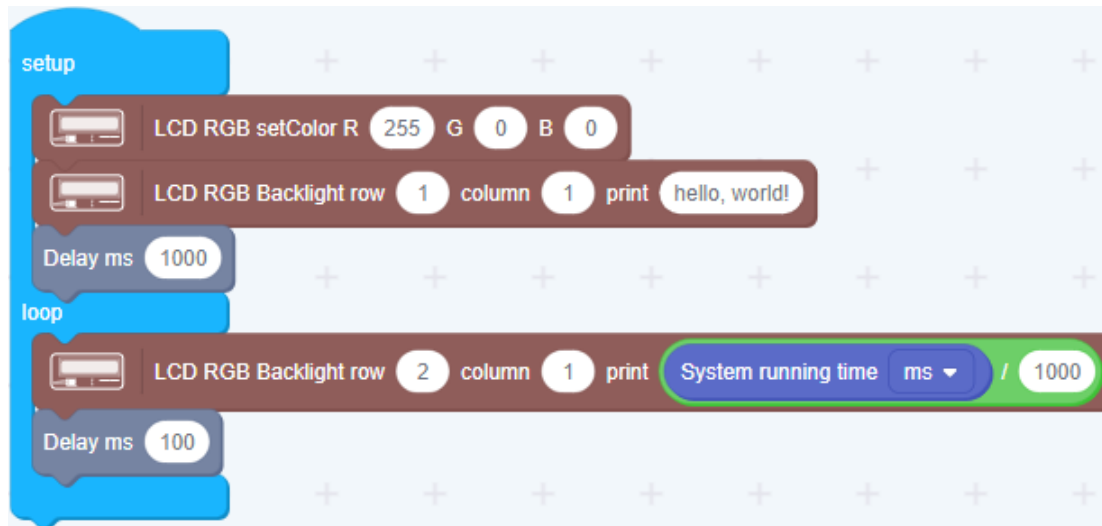 setup
LCD RGB setColor R 255 G 0 B 0
LCD RGB Backlight row 1 column 1 print hello, world!
Delay ms 1000
loop
LCD RGB Backlight row 2 column 1 print System running time ms / 1000
Delay ms 100